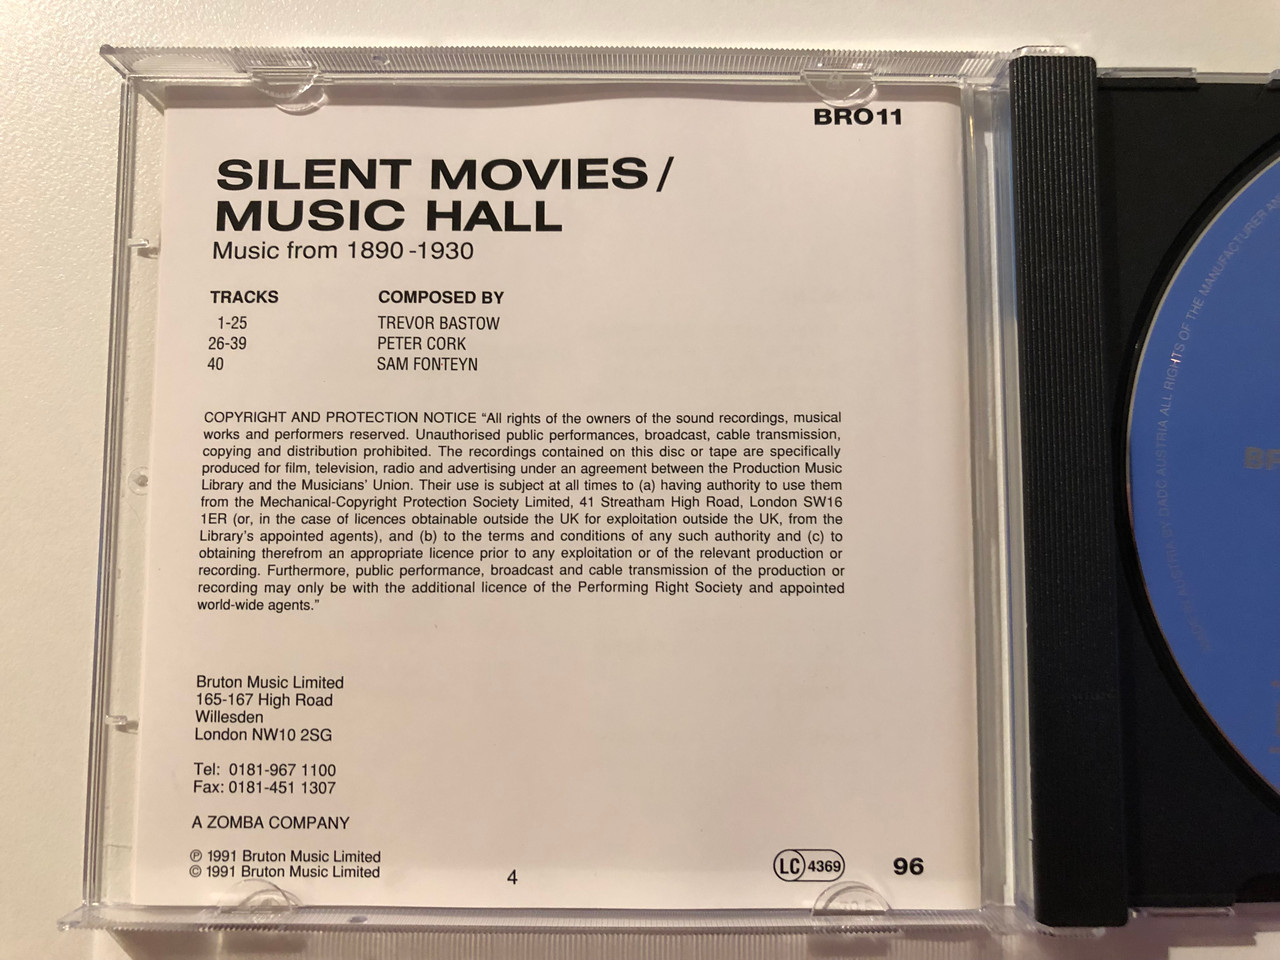 BRO11
SILENT MOVIES/
MUSIC HALL
Music from 1890-1930
TRACKS COMPOSED BY
1-25 TREVOR BASTOW
26-39 PETER CORK
40 SAM FONTEYN
COPYRIGHT AND PROTECTION NOTICE “All rights of the owners of the sound recordings, musical
works and performers reserved. Unauthorised public performances, broadcast, cable transmission,
copying and distribution prohibited. The recordings contained on this disc or tape are specifically
produced for film, television, radio and advertising under an agreement between the Production Music
Library and the Musicians’ Union. Their use is subject at all times to (a) having authority to use them
from the Mechanical-Copyright Protection Society Limited, 41 Streatham High Road, London SW16
1ER (or, in the case of licences obtainable outside the UK for exploitation outside the UK, from the
Library’s appointed agents), and (b) to the terms and conditions of any such authority and (c) to
obtaining therefrom an appropriate licence prior to any exploitation or of the relevant production or
recording. Furthermore, public performance, broadcast and cable transmission of the production or
recording may only be with the additional licence of the Performing Right Society and appointed
world-wide agents.”
Bruton Music Limited
165-167 High Road
Willesden
London NW10 2SG
Tel: 0181-967 1100
Fax: 0181-451 1307
A ZOMBA COMPANY
℗ 1991 Bruton Music Limited
© 1991 Bruton Music Limited
4
LC 4369
96
AUSTRIA BY DADC AUSTRIA ALL RIGHTS OF THE MANUFACTURER